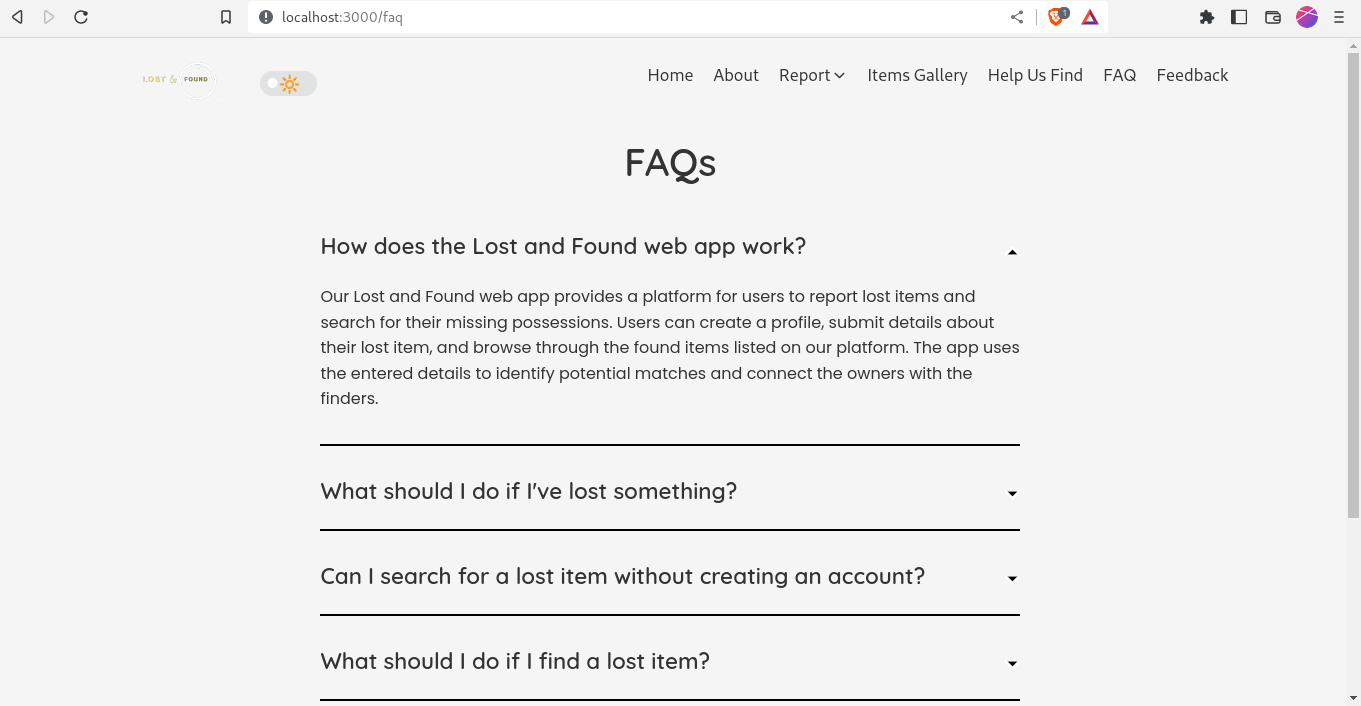 localhost:3000/faq
1
LOST & FOUND
Home About Report Items Gallery Help Us Find FAQ Feedback
FAQs
How does the Lost and Found web app work?
Our Lost and Found web app provides a platform for users to report lost items and
search for their missing possessions. Users can create a profile, submit details about
their lost item, and browse through the found items listed on our platform. The app uses
the entered details to identify potential matches and connect the owners with the
finders.
What should I do if I've lost something?
Can I search for a lost item without creating an account?
What should I do if I find a lost item?